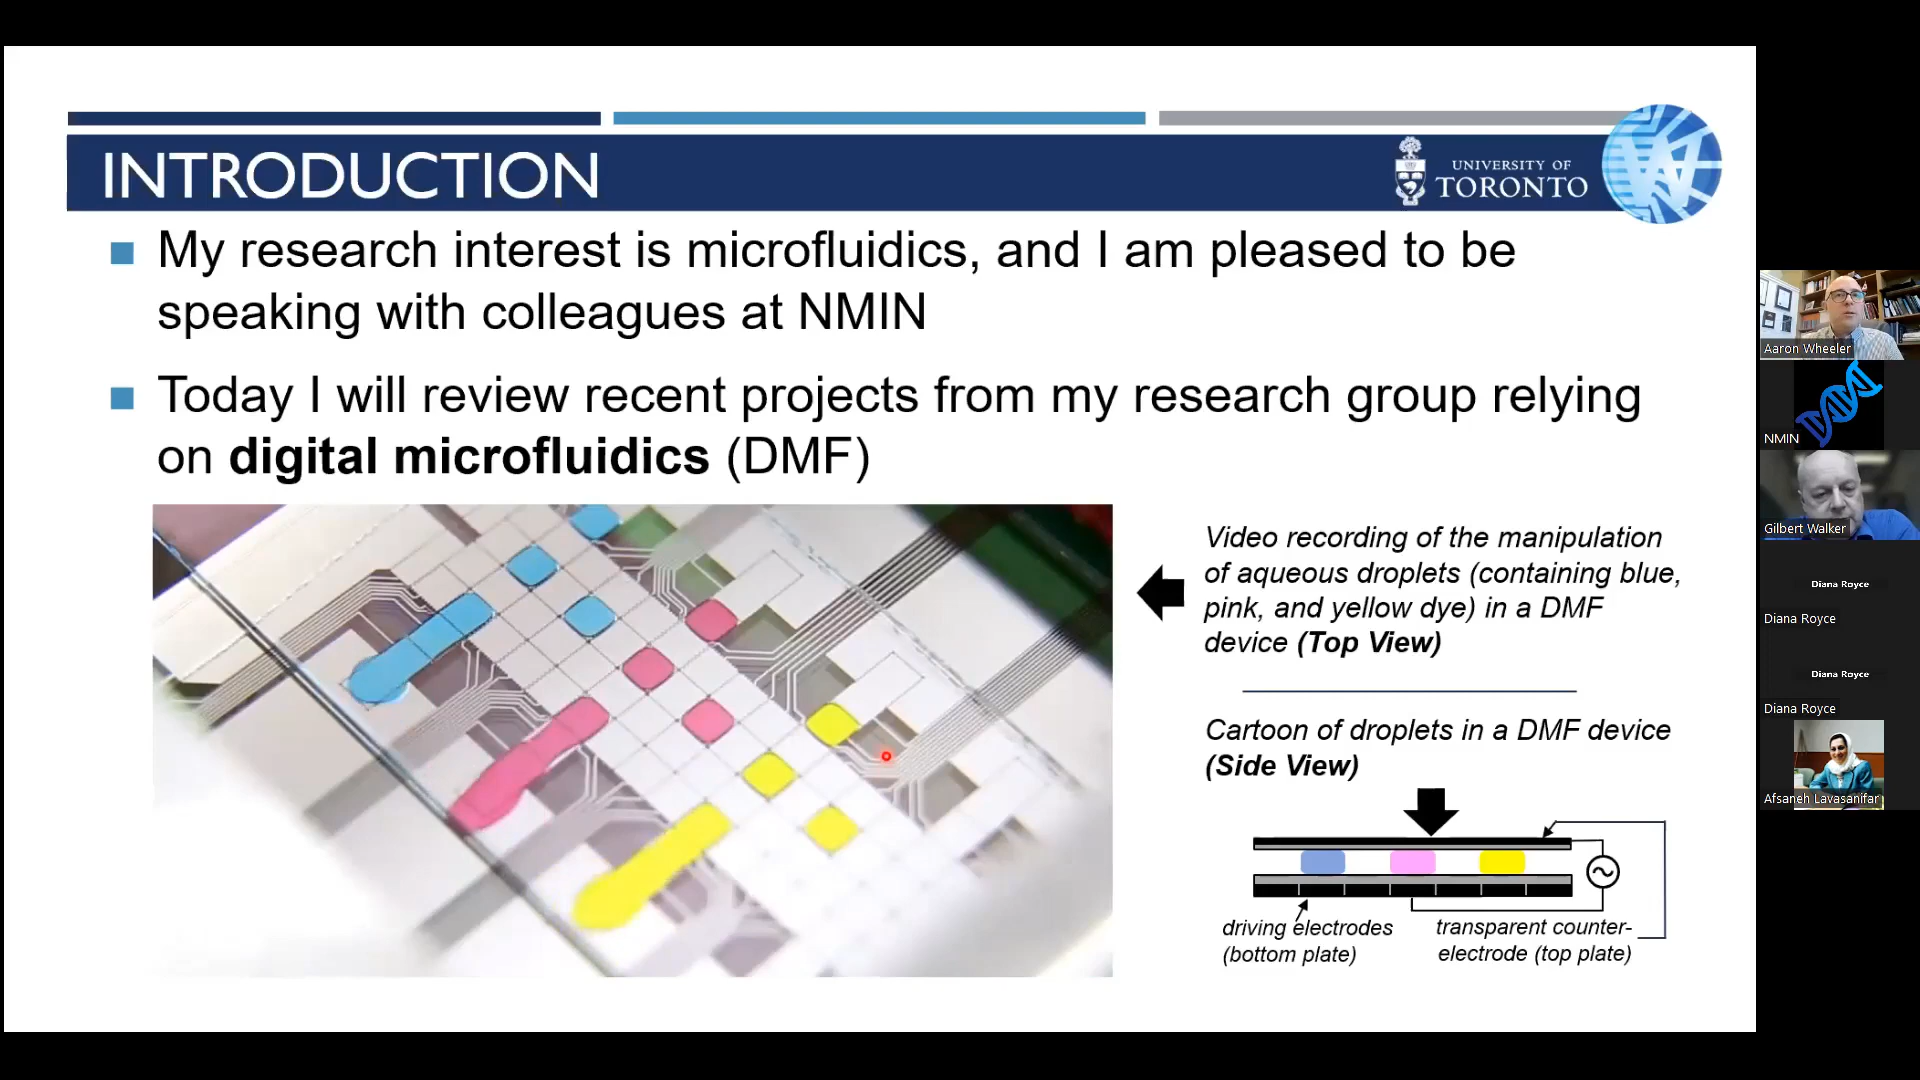 INTRODUCTION
UNIVERSITY OF
TORONTO
My research interest is microfluidics, and I am pleased to be
speaking with colleagues at NMIN
Today I will review recent projects from my research group relying
on digital microfluidics (DMF)
Video recording of the manipulation
of aqueous droplets (containing blue,
pink, and yellow dye) in a DMF
device (Top View)
Cartoon of droplets in a DMF device
(Side View)
driving electrodes
(bottom plate)
transparent counter-
electrode (top plate)
Aaron Wheeler
NMIN
Gilbert Walker
Diana Royce
Diana Royce
Diana Royce
Diana Royce
Afsaneh Lavasanifar